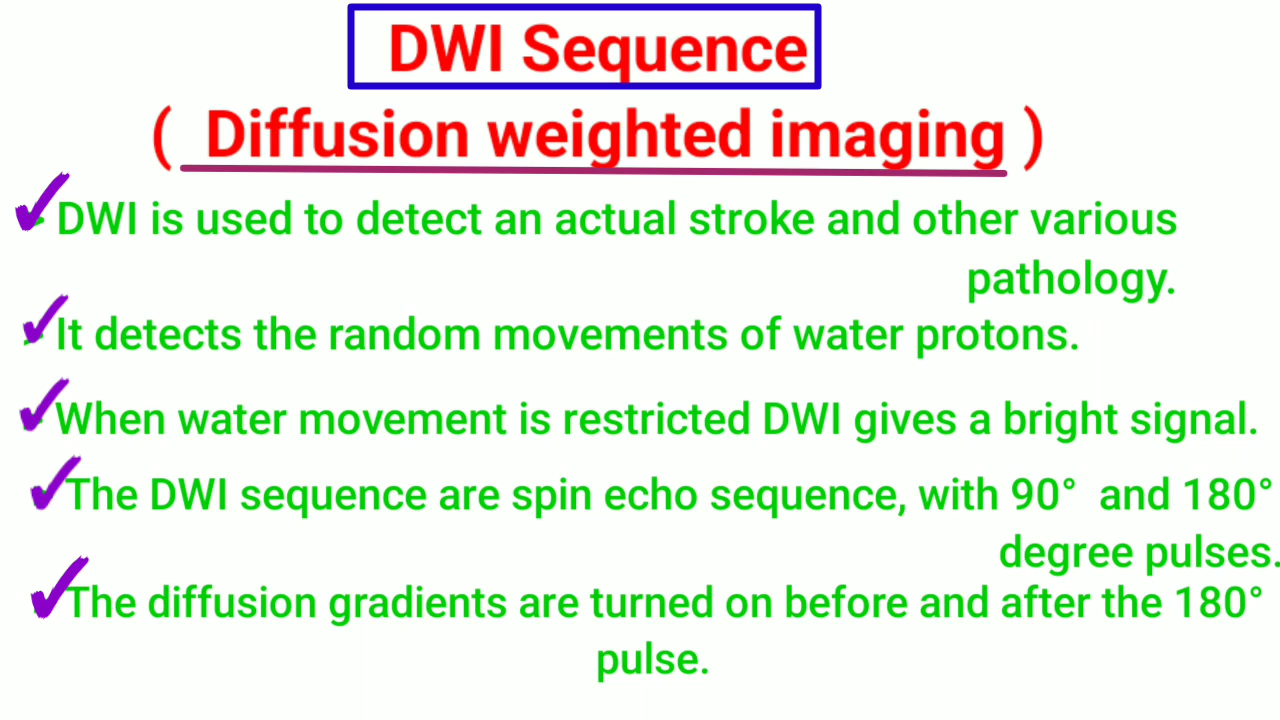 DWI Sequence
( Diffusion weighted imaging )
DWI is used to detect an actual stroke and other various
pathology.
It detects the random movements of water protons.
When water movement is restricted DWI gives a bright signal.
The DWI sequence are spin echo sequence, with 90° and 180°
degree pulses.
The diffusion gradients are turned on before and after the 180°
pulse.